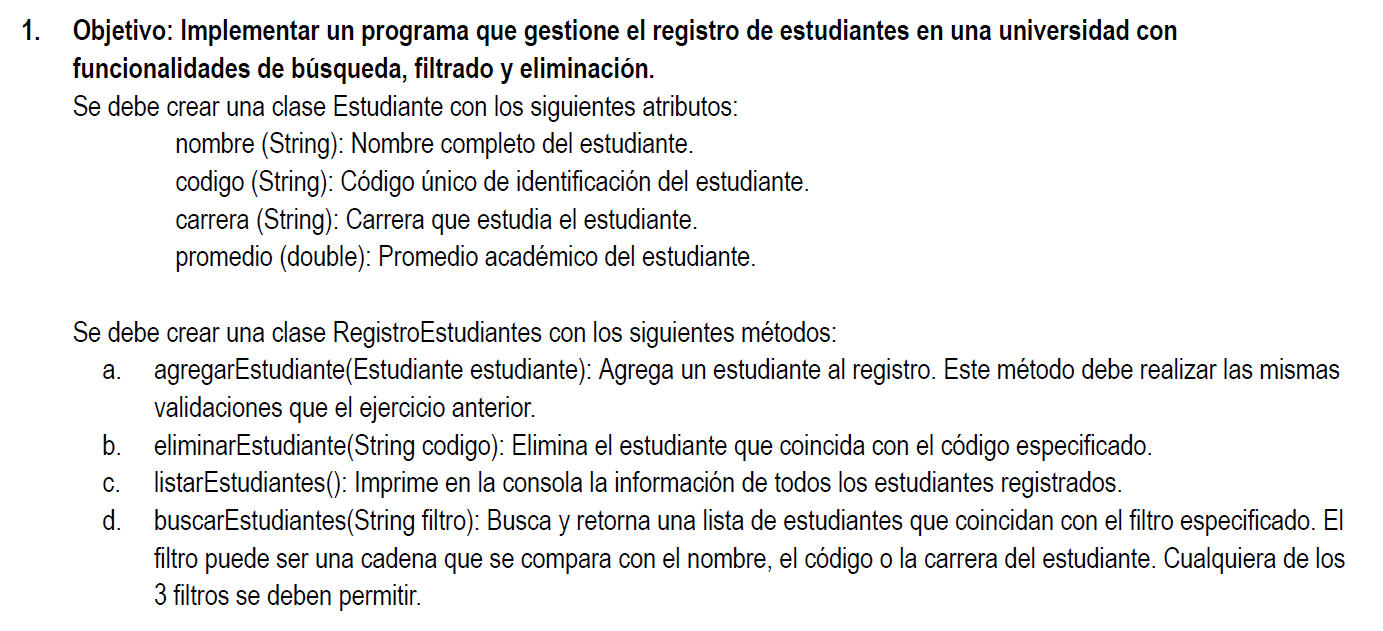 1. Objetivo: Implementar un programa que gestione el registro de estudiantes en una universidad con
funcionalidades de búsqueda, filtrado y eliminación.
Se debe crear una clase Estudiante con los siguientes atributos:
nombre (String): Nombre completo del estudiante.
codigo (String): Código único de identificación del estudiante.
carrera (String): Carrera que estudia el estudiante.
promedio (double): Promedio académico del estudiante.
Se debe crear una clase RegistroEstudiantes con los siguientes métodos:
a. agregarEstudiante(Estudiante estudiante): Agrega un estudiante al registro. Este método debe realizar las mismas
validaciones que el ejercicio anterior.
b. eliminarEstudiante(String codigo): Elimina el estudiante que coincida con el código especificado.
c. listarEstudiantes(): Imprime en la consola la información de todos los estudiantes registrados.
d. buscarEstudiantes(String filtro): Busca y retorna una lista de estudiantes que coincidan con el filtro especificado. El
filtro puede ser una cadena que se compara con el nombre, el código o la carrera del estudiante. Cualquiera de los
3 filtros se deben permitir.